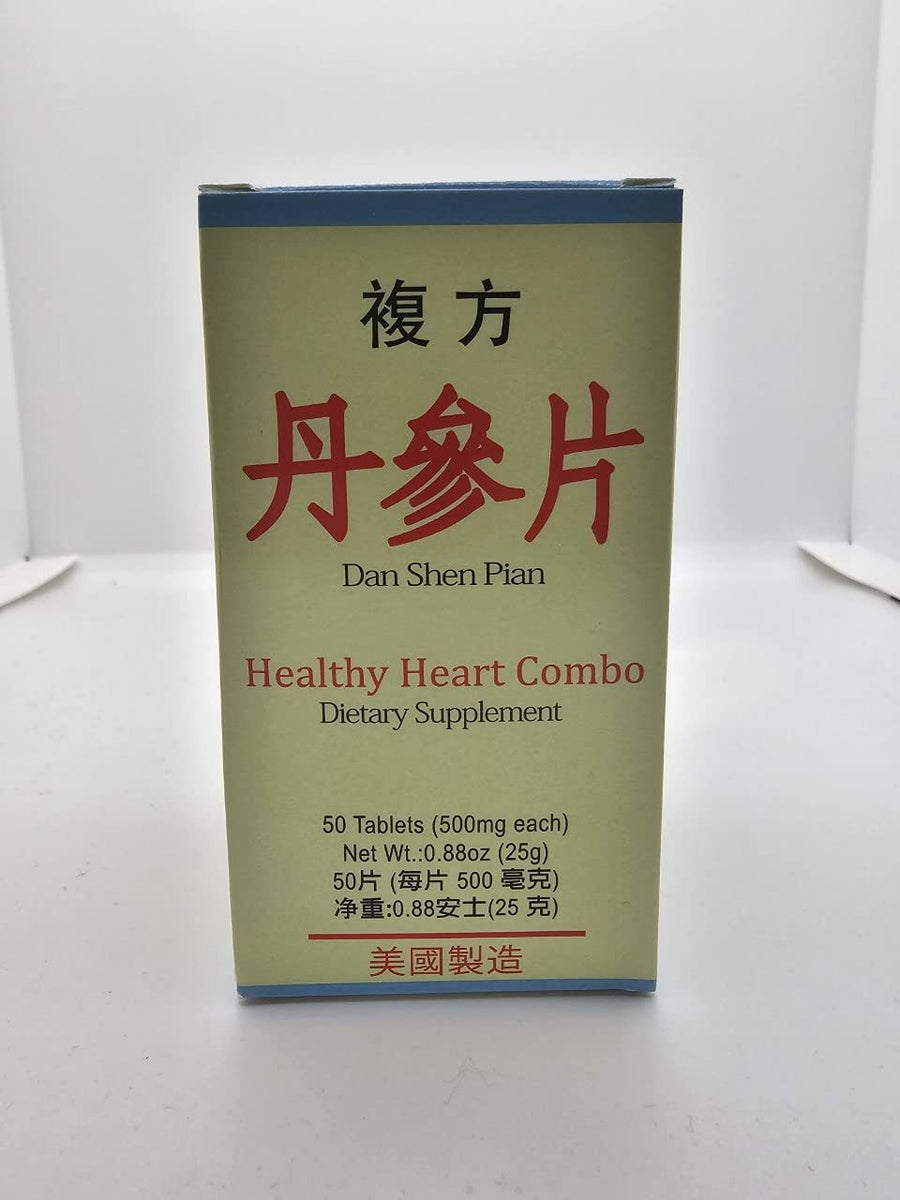 複方
丹參片
Dan Shen Pian
Healthy Heart Combo
Dietary Supplement
50 Tablets (500mg each)
Net Wt.:0.88oz (25g)
50片 (每片 500 毫克)
净重:0.88安士(25 克)
美國製造